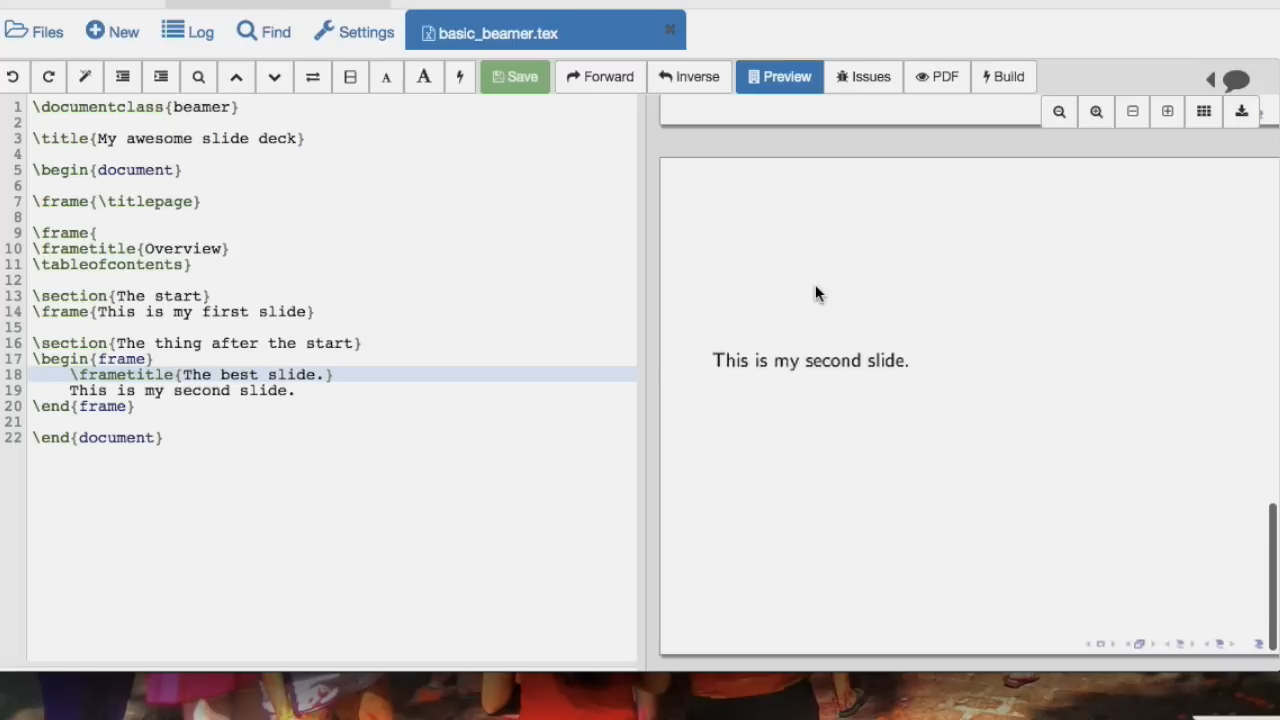 Files New Log Find Settings basic_beamer.tex
A A Save Forward Inverse Preview Issues PDF Build
1 \documentclass{beamer}
2
3 \title{My awesome slide deck}
4
5 \begin{document}
6
7 \frame{\titlepage}
8
9 \frame{
10 \frametitle{Overview}
11 \tableofcontents}
12
13 \section{The start}
14 \frame{This is my first slide}
15
16 \section{The thing after the start}
17 \begin{frame}
18 \frametitle{The best slide.}
19 This is my second slide.
20 \end{frame}
21
22 \end{document}
This is my second slide.